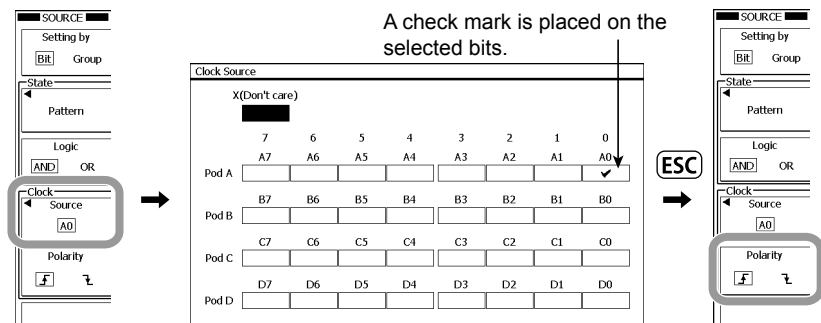 SOURCE
Setting by
Bit Group
State
Pattern
Logic
AND OR
Clock
Source
A0
Polarity
A check mark is placed on the
selected bits.
Clock Source
X(Don't care)
7 6 5 4 3 2 1 0
A7 A6 A5 A4 A3 A2 A1 A0
Pod A
B7 B6 B5 B4 B3 B2 B1 B0
Pod B
C7 C6 C5 C4 C3 C2 C1 C0
Pod C
D7 D6 D5 D4 D3 D2 D1 D0
Pod D
ESC
SOURCE
Setting by
Bit Group
State
Pattern
Logic
AND OR
Clock
Source
A0
Polarity